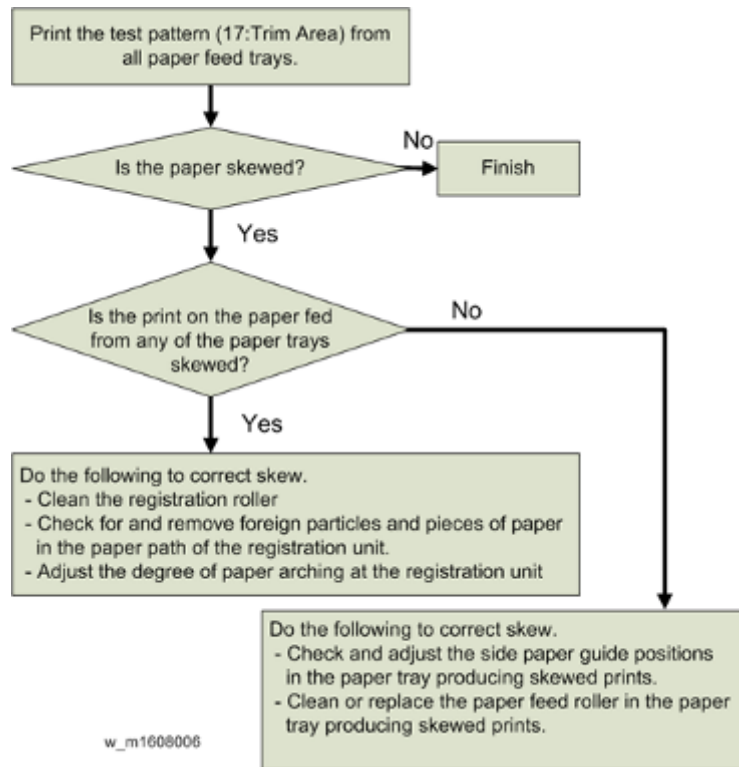 Print the test pattern (17:Trim Area) from
all paper feed trays.
Is the paper skewed?
No
Finish
Yes
Is the print on the paper fed
from any of the paper trays
skewed?
No
Yes
Do the following to correct skew.
- Clean the registration roller
- Check for and remove foreign particles and pieces of paper
in the paper path of the registration unit.
- Adjust the degree of paper arching at the registration unit
Do the following to correct skew.
- Check and adjust the side paper guide positions
in the paper tray producing skewed prints.
- Clean or replace the paper feed roller in the paper
tray producing skewed prints.
w_m1608006